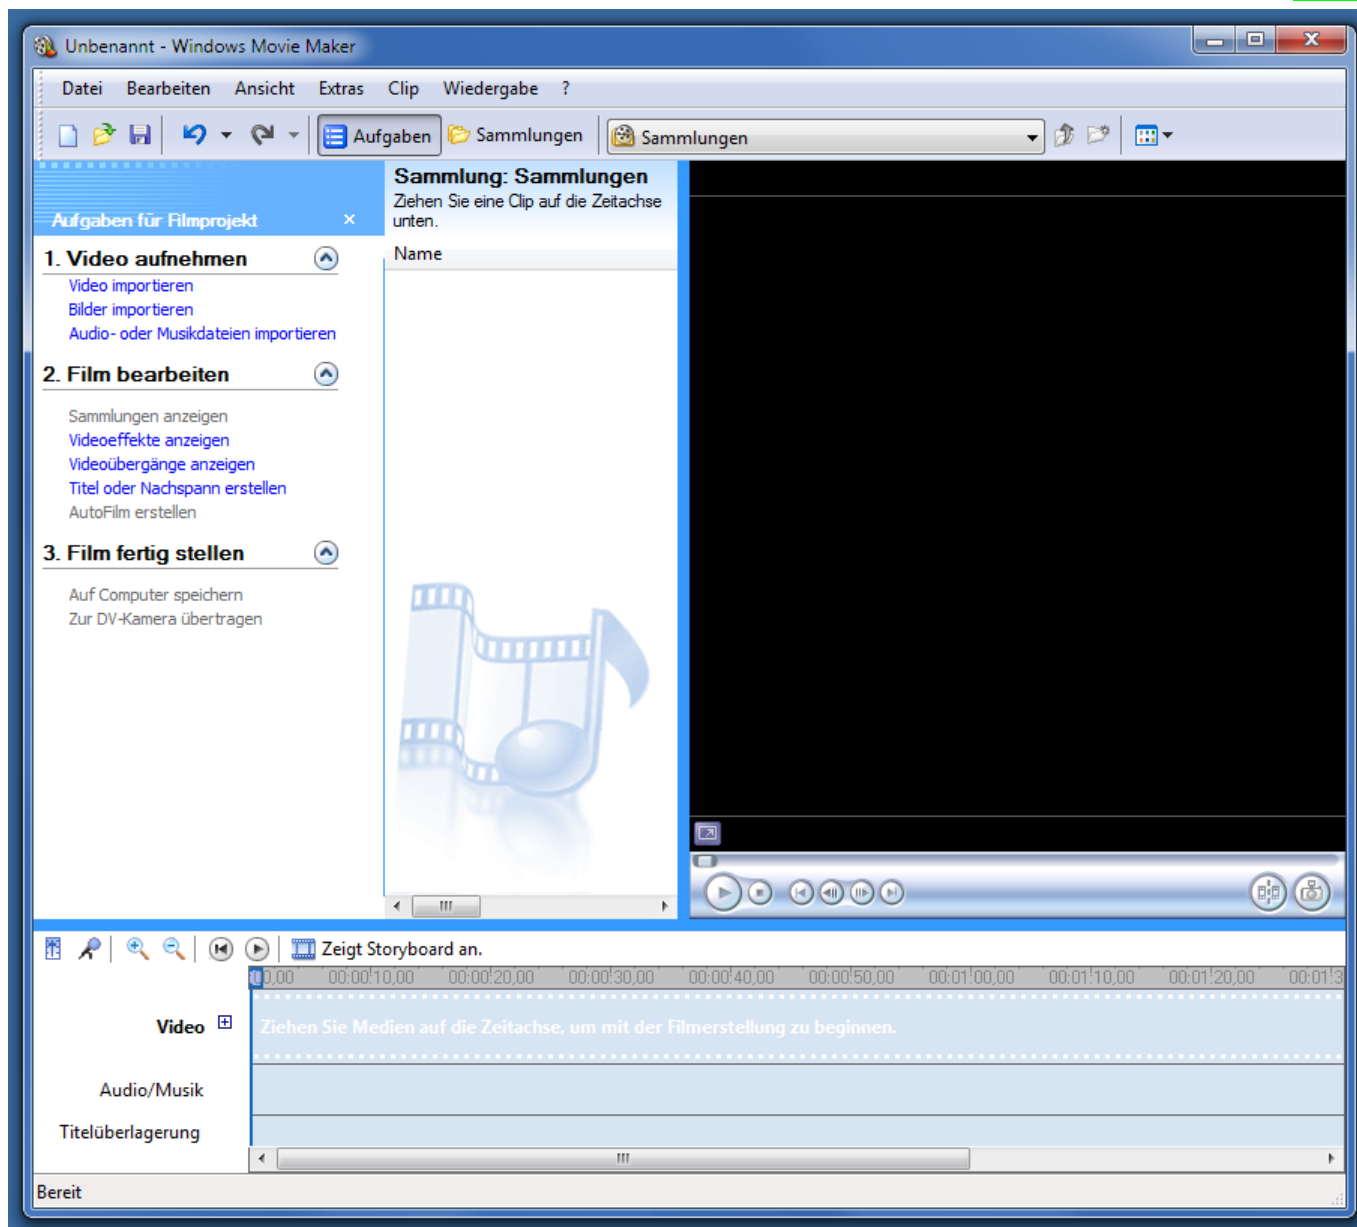 Unbenannt - Windows Movie Maker
Datei Bearbeiten Ansicht Extras Clip Wiedergabe ?
Aufgaben Sammlungen Sammlungen
Aufgaben für Filmprojekt
1. Video aufnehmen
Video importieren
Bilder importieren
Audio- oder Musikdateien importieren
2. Film bearbeiten
Sammlungen anzeigen
Videoeffekte anzeigen
Videoübergänge anzeigen
Titel oder Nachspann erstellen
AutoFilm erstellen
3. Film fertig stellen
Auf Computer speichern
Zur DV-Kamera übertragen
Sammlung: Sammlungen
Ziehen Sie eine Clip auf die Zeitachse
unten.
Name
Zeigt Storyboard an.
0,00 00:00:10,00 00:00:20,00 00:00:30,00 00:00:40,00 00:00:50,00 00:01:00,00 00:01:10,00 00:01:20,00 00:01:3
Video Ziehen Sie Medien auf die Zeitachse, um mit der Filmerstellung zu beginnen.
Audio/Musik
Titelüberlagerung
Bereit